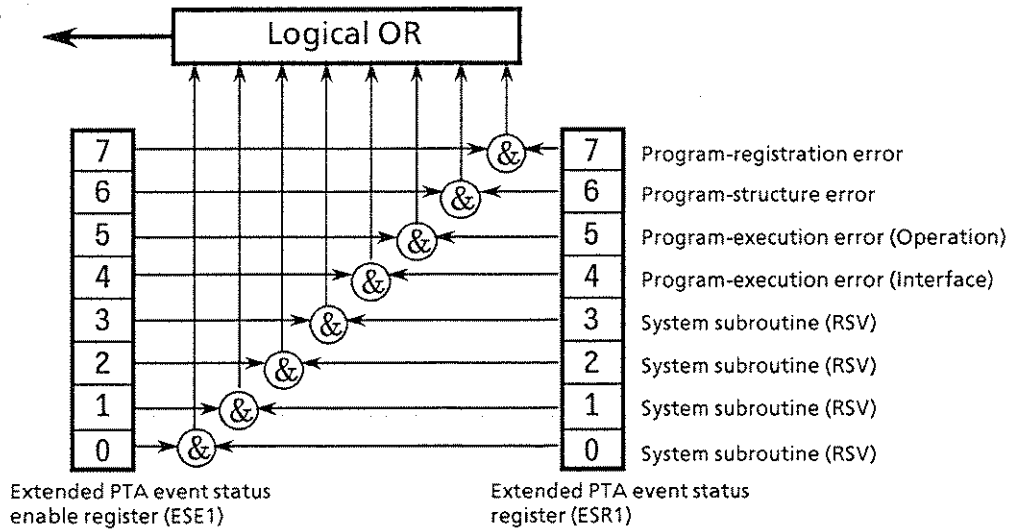 Logical OR
7 & 7 Program-registration error
6 & 6 Program-structure error
5 & 5 Program-execution error (Operation)
4 & 4 Program-execution error (Interface)
3 & 3 System subroutine (RSV)
2 & 2 System subroutine (RSV)
1 & 1 System subroutine (RSV)
0 & 0 System subroutine (RSV)
Extended PTA event status
enable register (ESE1)
Extended PTA event status
register (ESR1)